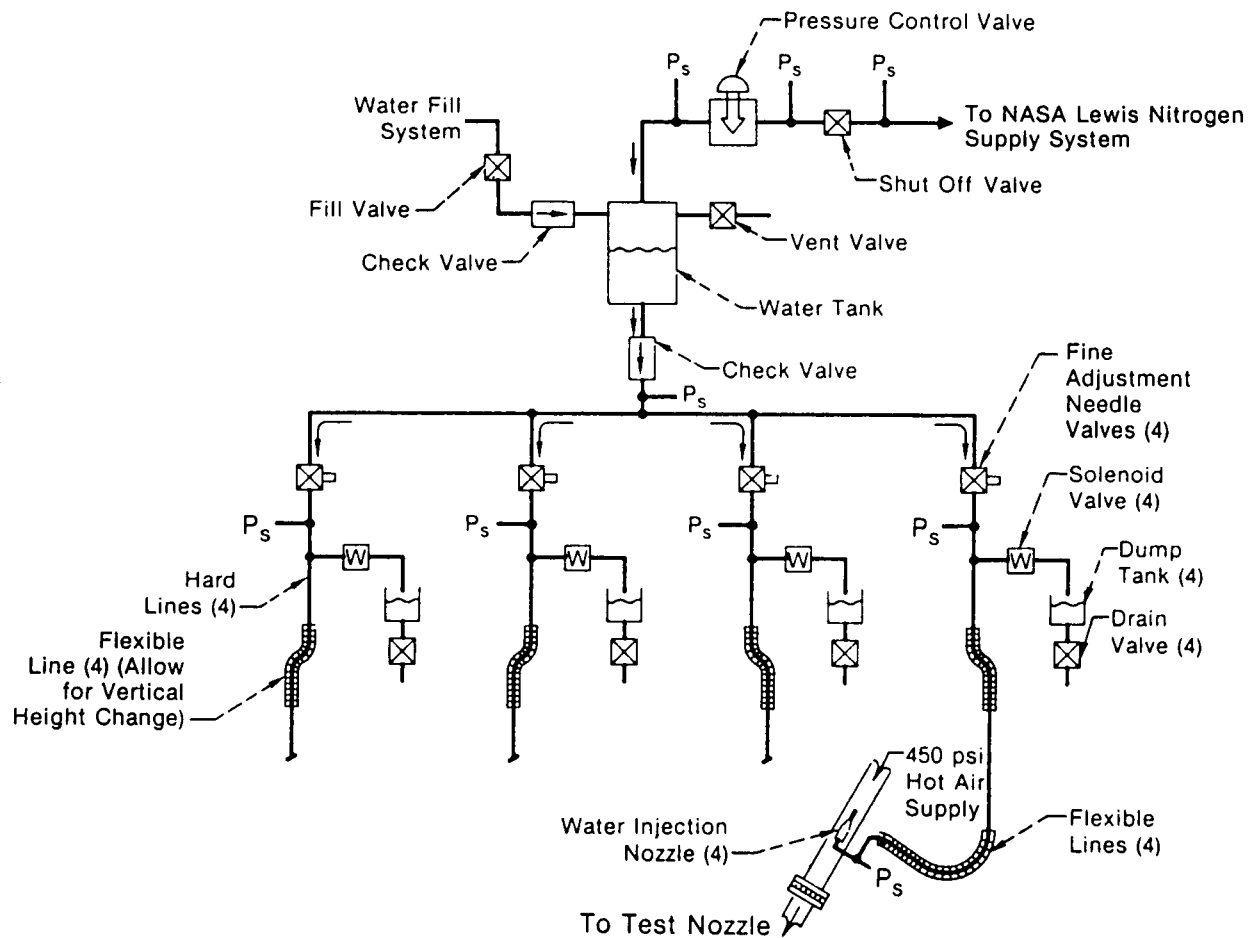 Pressure Control Valve
Ps
Ps
Ps
Water Fill
System
To NASA Lewis Nitrogen
Supply System
Shut Off Valve
Fill Valve
Vent Valve
Check Valve
Water Tank
Check Valve
Fine
Adjustment
Needle
Valves (4)
Ps
Solenoid
Valve (4)
Ps
Ps
Ps
Ps
Hard
Lines (4)
Dump
Tank (4)
Flexible
Line (4) (Allow
for Vertical
Height Change)
Drain
Valve (4)
450 psi
Hot Air
Supply
Water Injection
Nozzle (4)
Flexible
Lines (4)
Ps
To Test Nozzle